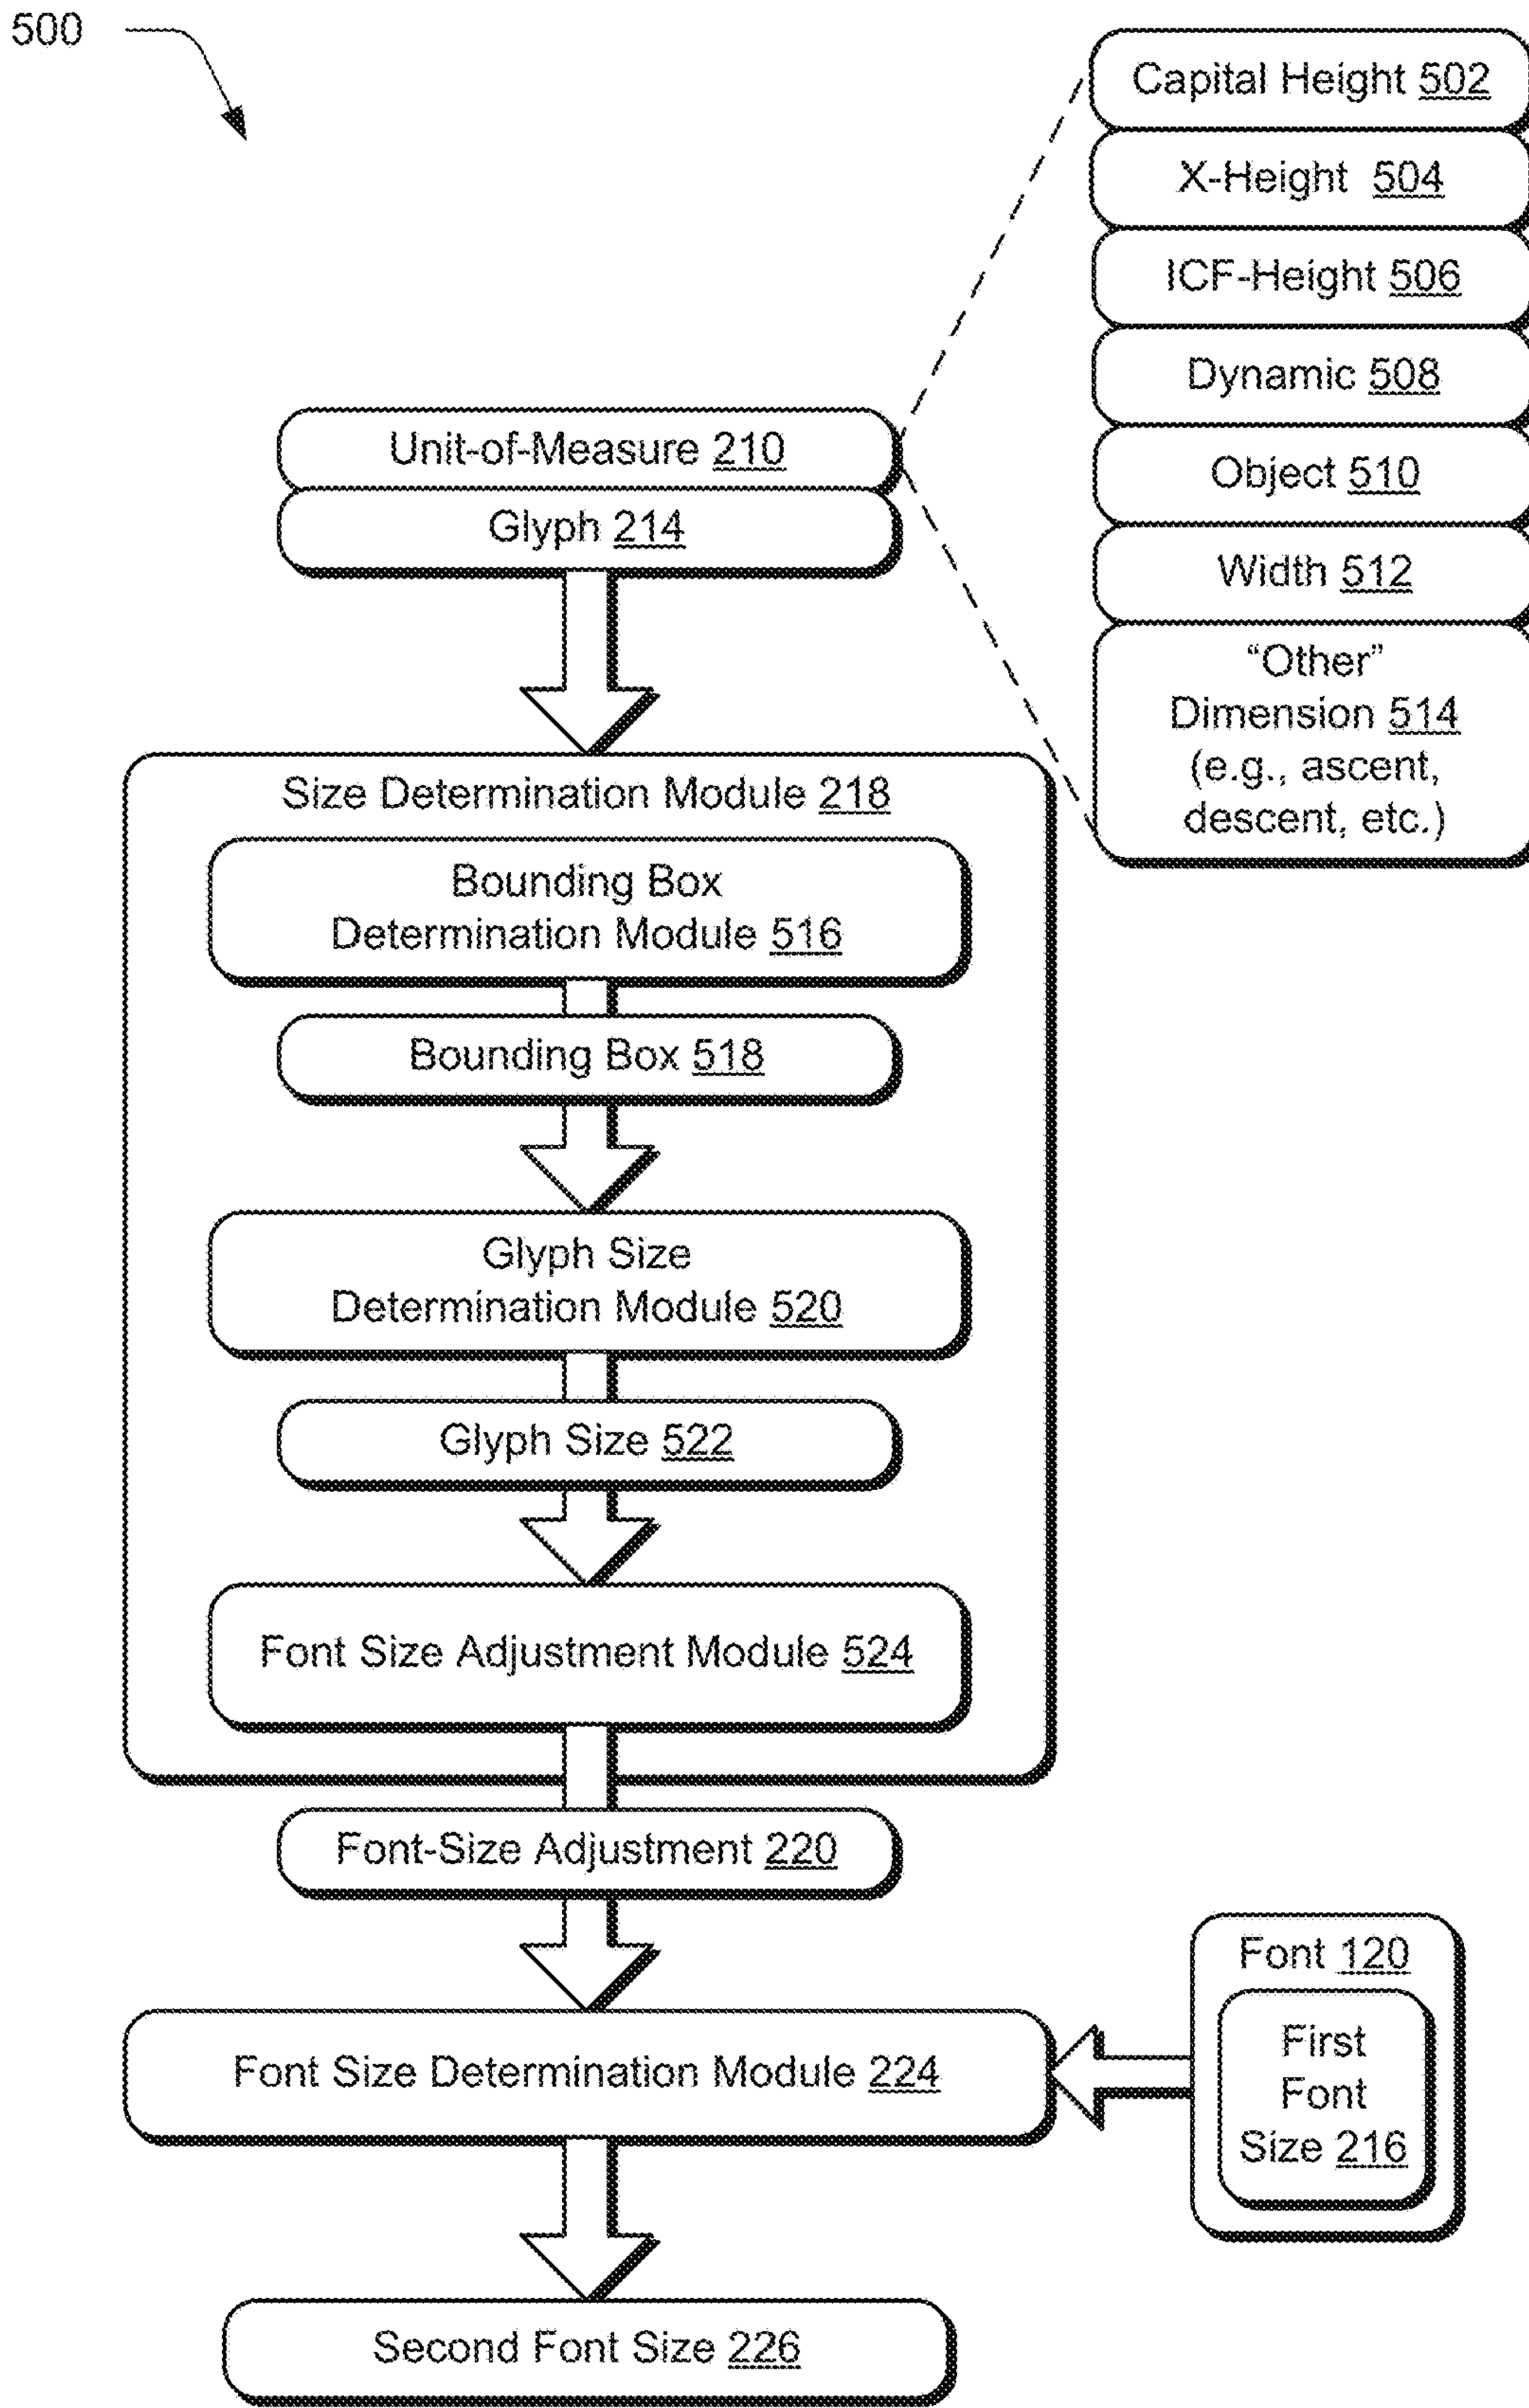 500
Capital Height 502
X-Height 504
ICF-Height 506
Dynamic 508
Object 510
Width 512
“Other”
Dimension 514
(e.g., ascent,
descent, etc.)
Unit-of-Measure 210
Glyph 214
Size Determination Module 218
Bounding Box
Determination Module 516
Bounding Box 518
Glyph Size
Determination Module 520
Glyph Size 522
Font Size Adjustment Module 524
Font-Size Adjustment 220
Font 120
First
Font
Size 216
Font Size Determination Module 224
Second Font Size 226